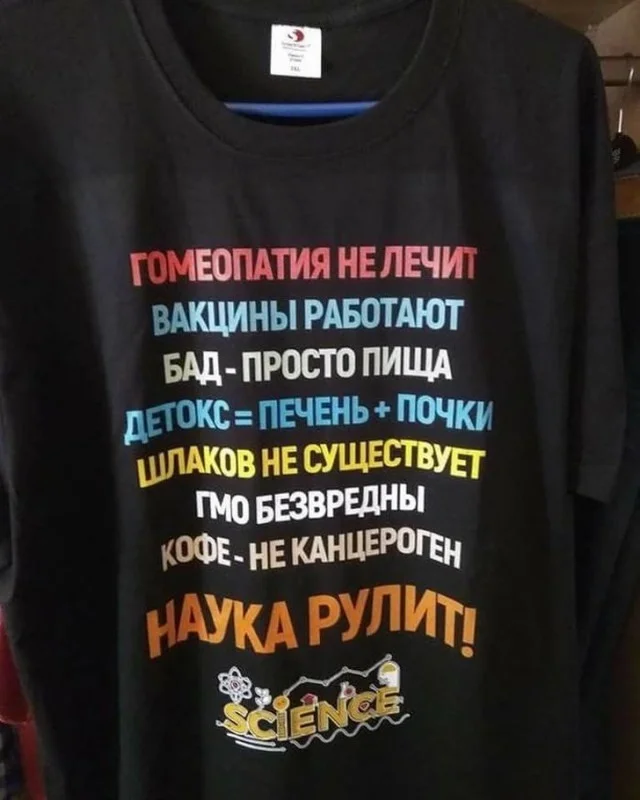 ГОМЕОПАТИЯ НЕ ЛЕЧИТ
ВАКЦИНЫ РАБОТАЮТ
БАД - ПРОСТО ПИЩА
ДЕТОКС = ПЕЧЕНЬ + ПОЧКИ
ШЛАКОВ НЕ СУЩЕСТВУЕТ
ГМО БЕЗВРЕДНЫ
КОФЕ - НЕ КАНЦЕРОГЕН
НАУКА РУЛИТ!
SCIENCE